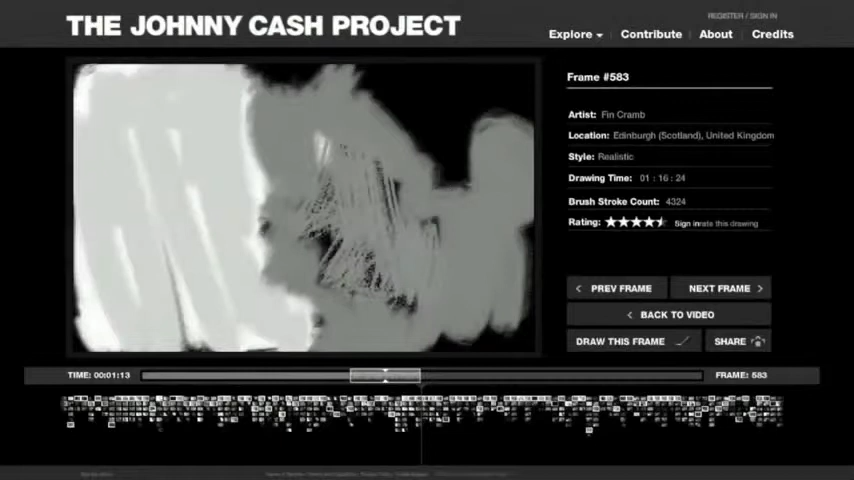 REGISTER / SIGN IN
THE JOHNNY CASH PROJECT
Explore
Contribute
About
Credits
Frame #583
Artist: Fin Cramb
Location: Edinburgh (Scotland), United Kingdom
Style: Realistic
Drawing Time: 01 : 16 : 24
Brush Stroke Count: 4324
Rating: Sign in rate this drawing
PREV FRAME
NEXT FRAME
BACK TO VIDEO
DRAW THIS FRAME
SHARE
TIME: 00:01:13
FRAME: 583